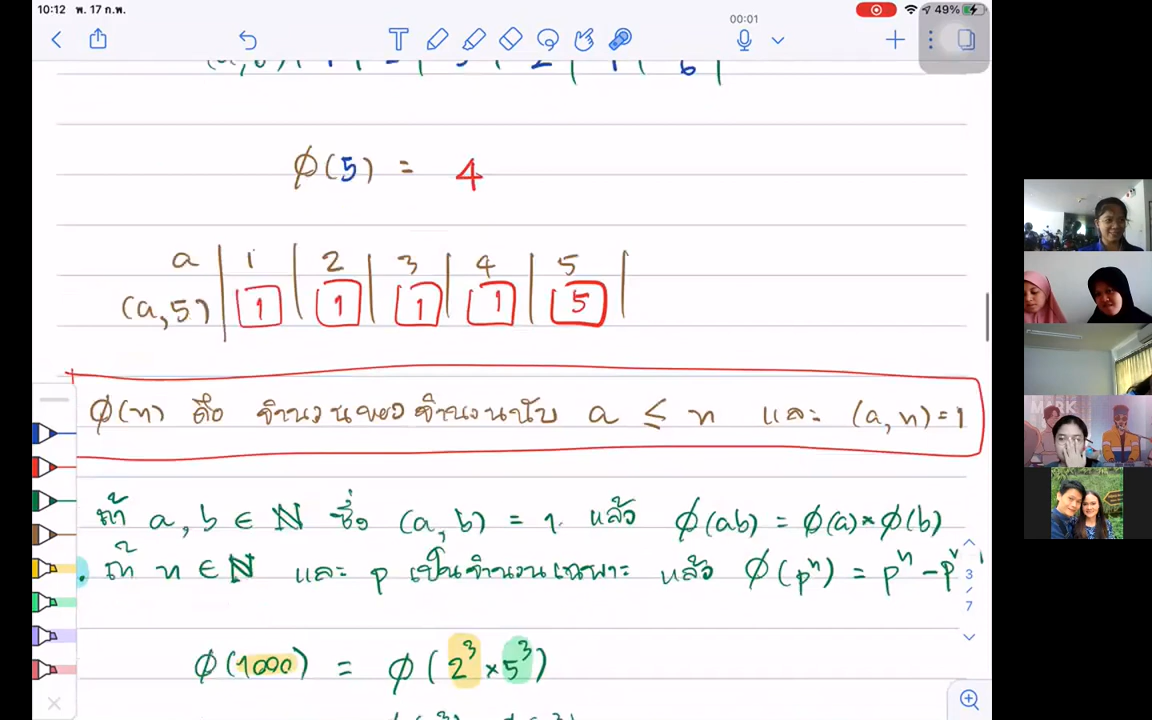 10:12 พ. 17 ก.พ.
49%
00:01
φ(5) = 4
a | 1 | 2 | 3 | 4 | 5 |
(a,5) | 1 | 1 | 1 | 1 | 5 |
φ(n) คือ จำนวนของจำนวนนับ a ≤ n และ (a, n) = 1
ถ้า a, b ∈ ℕ ซึ่ง (a, b) = 1 แล้ว φ(ab) = φ(a)×φ(b)
ถ้า n ∈ ℕ และ p เป็นจำนวนเฉพาะ แล้ว φ(pⁿ) = pⁿ - p
3
7
φ(1000) = φ(2³×5³)